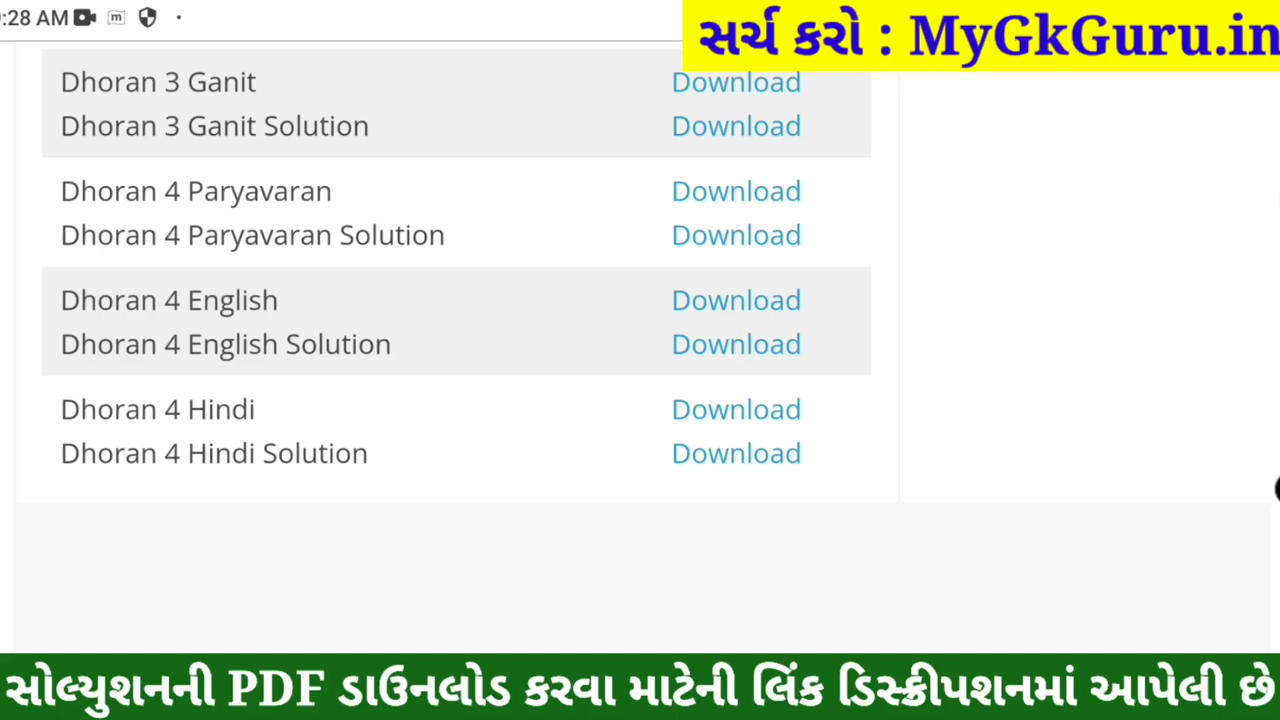 :28 AM
સર્ચ કરો : MyGkGuru.in
Dhoran 3 Ganit Download
Dhoran 3 Ganit Solution Download
Dhoran 4 Paryavaran Download
Dhoran 4 Paryavaran Solution Download
Dhoran 4 English Download
Dhoran 4 English Solution Download
Dhoran 4 Hindi Download
Dhoran 4 Hindi Solution Download
સોલ્યુશનની PDF ડાઉનલોડ કરવા માટેની લિંક ડિસ્ક્રીપશનમાં આપેલી છે